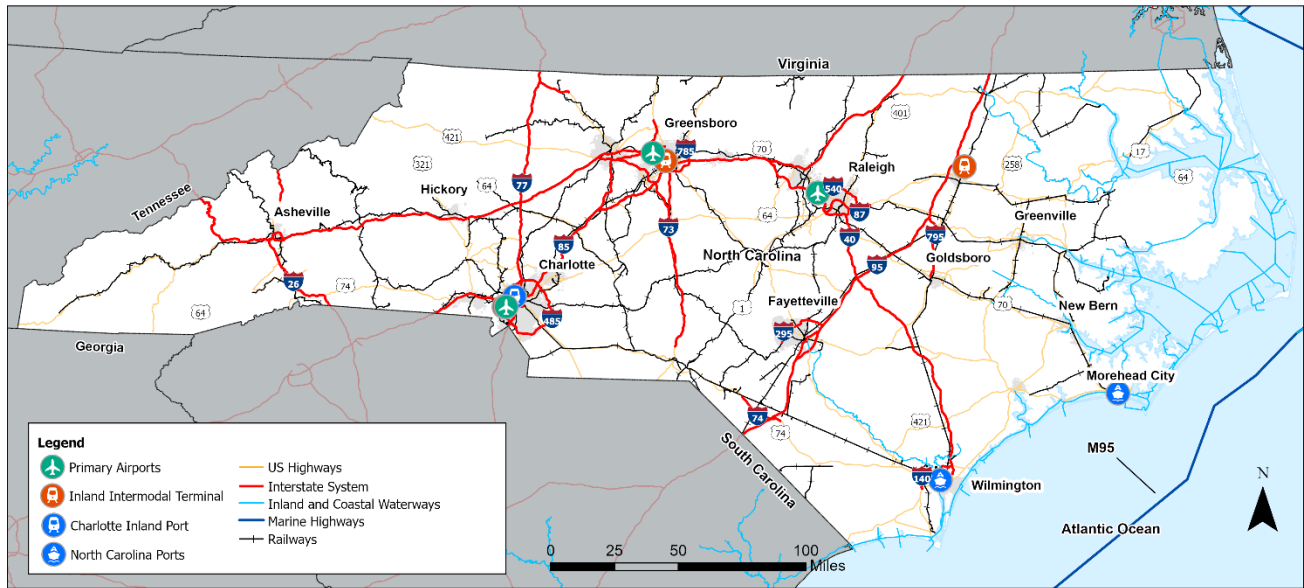 Virginia
401
Greensboro
421
785
70
17
321
Raleigh
258
Hickory
64
77
540
64
Tennessee
Asheville
87
Greenville
64
73
85
40
795
North Carolina
Charlotte
95
Goldsboro
26
74
Fayetteville
70
New Bern
1
64
485
295
Georgia
Morehead City
74
421
74
South Carolina
M95
140
Wilmington
N
Atlantic Ocean
Legend
Primary Airports
Inland Intermodal Terminal
Charlotte Inland Port
North Carolina Ports
US Highways
Interstate System
Inland and Coastal Waterways
Marine Highways
Railways
0 25 50 100
Miles